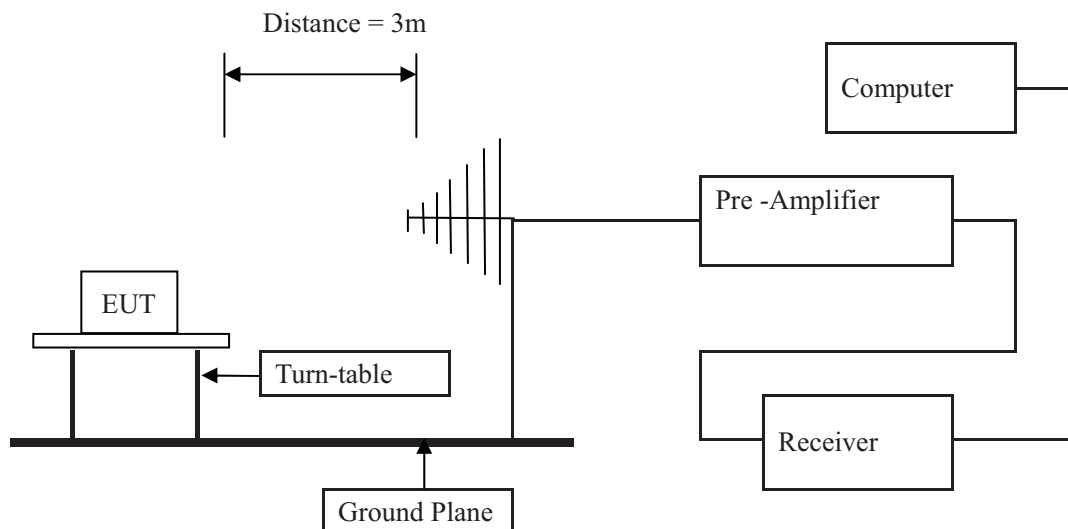 Distance = 3m
Computer
Pre -Amplifier
EUT
Turn-table
Receiver
Ground Plane